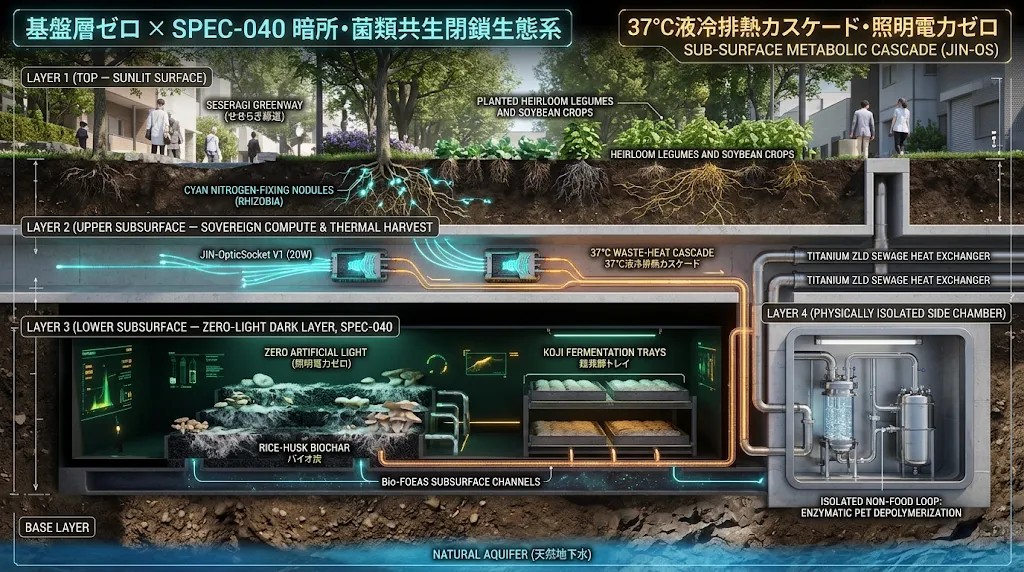 基盤層ゼロ × SPEC-040 暗所・菌類共生閉鎖生態系
37℃液冷排熱カスケード・照明電力ゼロ
SUB-SURFACE METABOLIC CASCADE (JIN-OS)
LAYER 1 (TOP — SUNLIT SURFACE)
SESERAGI GREENWAY
(せせらぎ緑道)
PLANTED HEIRLOOM LEGUMES
AND SOYBEAN CROPS
HEIRLOOM LEGUMES AND SOYBEAN CROPS
CYAN NITROGEN-FIXING NODULES
(RHIZOBIA)
LAYER 2 (UPPER SUBSURFACE — SOVEREIGN COMPUTE & THERMAL HARVEST
JIN-OpticSocket V1 (20W)
37℃ WASTE-HEAT CASCADE
37℃液冷排熱カスケード
TITANIUM ZLD SEWAGE HEAT EXCHANGER
TITANIUM ZLD SEWAGE HEAT EXCHANGER
LAYER 3 (LOWER SUBSURFACE — ZERO-LIGHT DARK LAYER, SPEC-040
LAYER 4 (PHYSICALLY ISOLATED SIDE CHAMBER)
ZERO ARTIFICIAL LIGHT
(照明電力ゼロ)
KOJI FERMENTATION TRAYS
トレイ
RICE-HUSK BIOCHAR
バイオ炭
Bio-FOEAS SUBSURFACE CHANNELS
ISOLATED NON-FOOD LOOP:
ENZYMATIC PET DEPOLYMERIZATION
BASE LAYER
NATURAL AQUIFER (天然地下水)